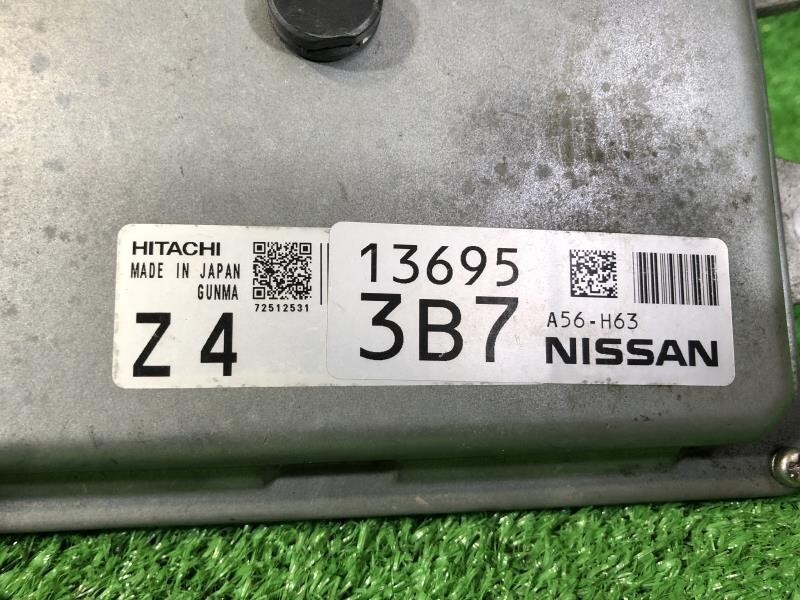 HITACHI
MADE IN JAPAN
GUNMA
72512531
Z 4
13695
3B7
A56-H63
NISSAN